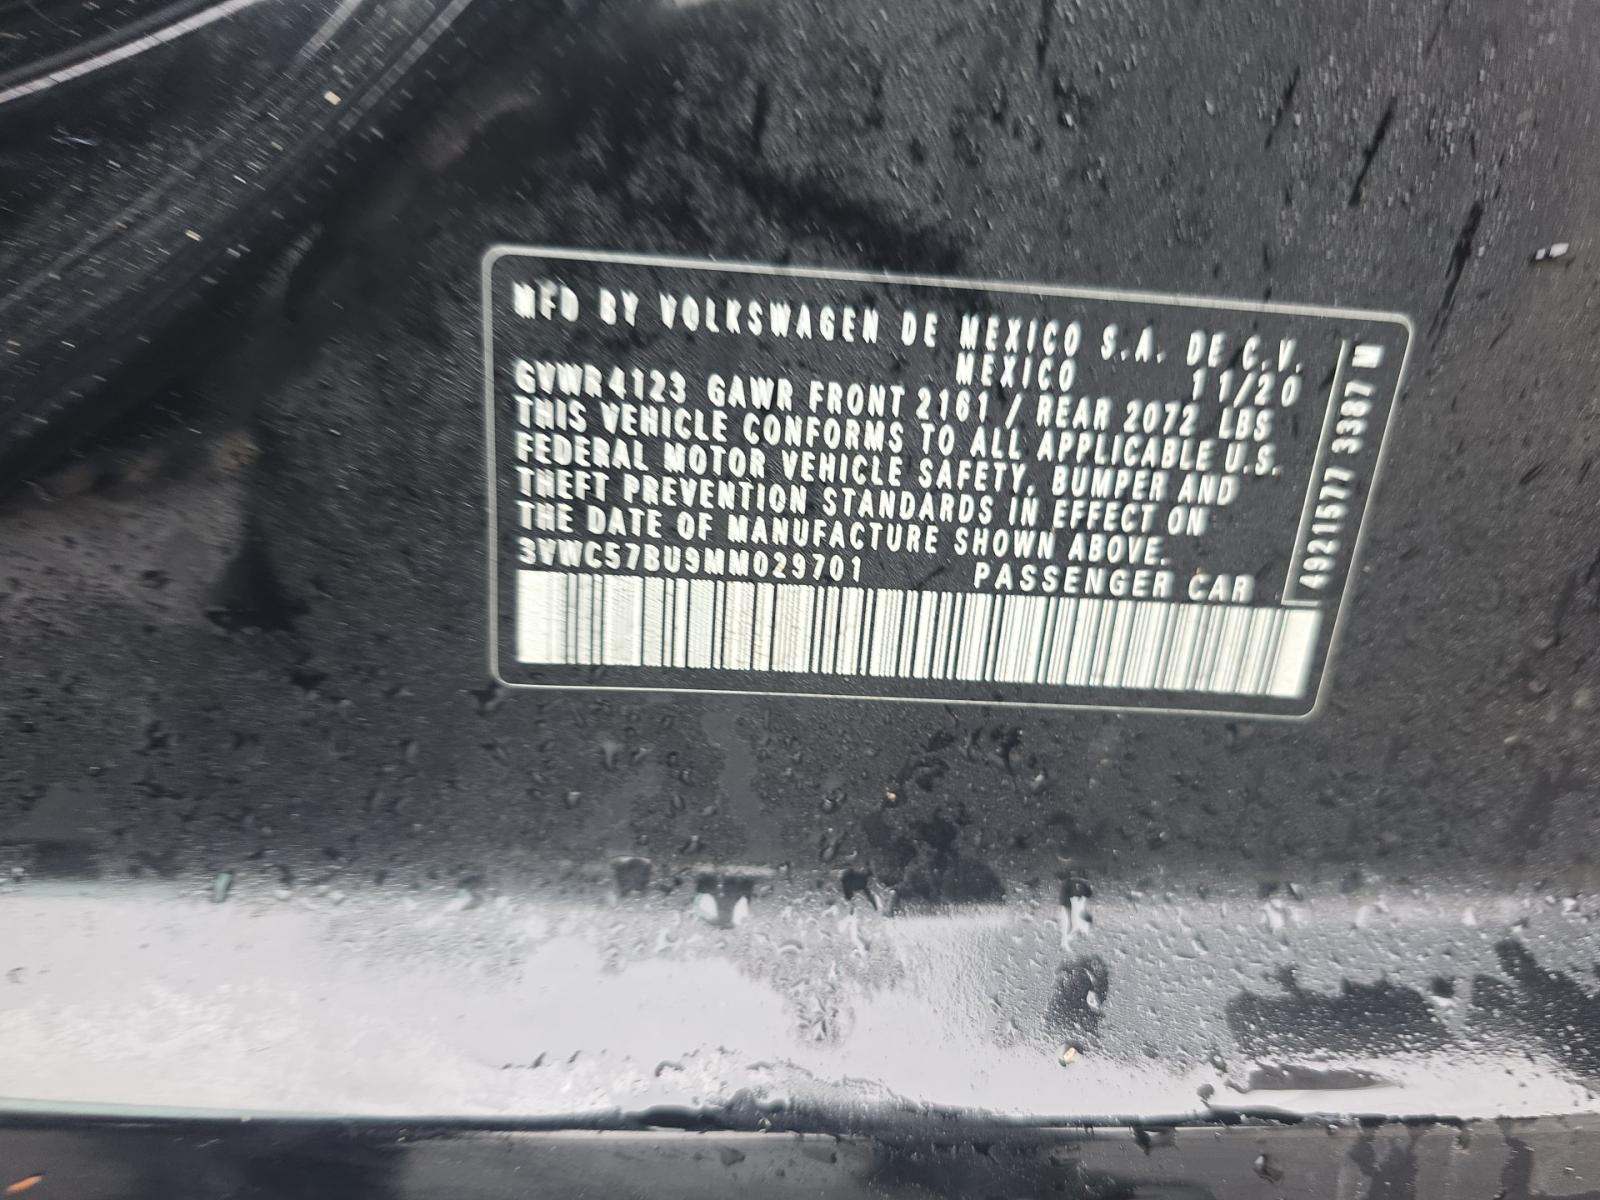 MFD BY VOLKSWAGEN DE MEXICO S.A. DE C.V.
MEXICO 11/20
GVWR 4123 GAWR FRONT 2161 / REAR 2072 LBS
THIS VEHICLE CONFORMS TO ALL APPLICABLE U.S.
FEDERAL MOTOR VEHICLE SAFETY, BUMPER AND
THEFT PREVENTION STANDARDS IN EFFECT ON
THE DATE OF MANUFACTURE SHOWN ABOVE.
3VWC57BU9MM029701 PASSENGER CAR
4921577 3387 M